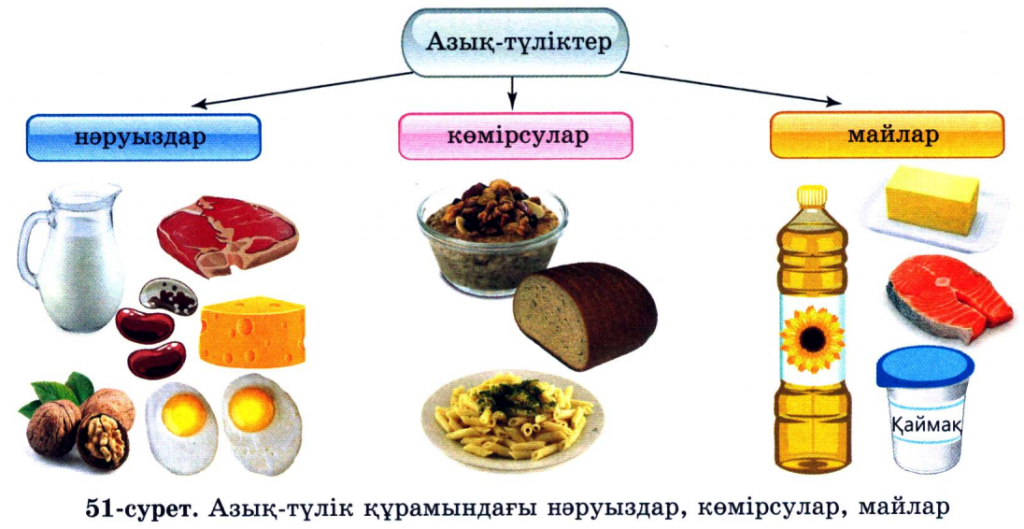 Азық-түліктер
нәруыздар
көмірсулар
майлар
Қаймақ
51-сурет. Азық-түлік құрамындағы нәруыздар, көмірсулар, майлар